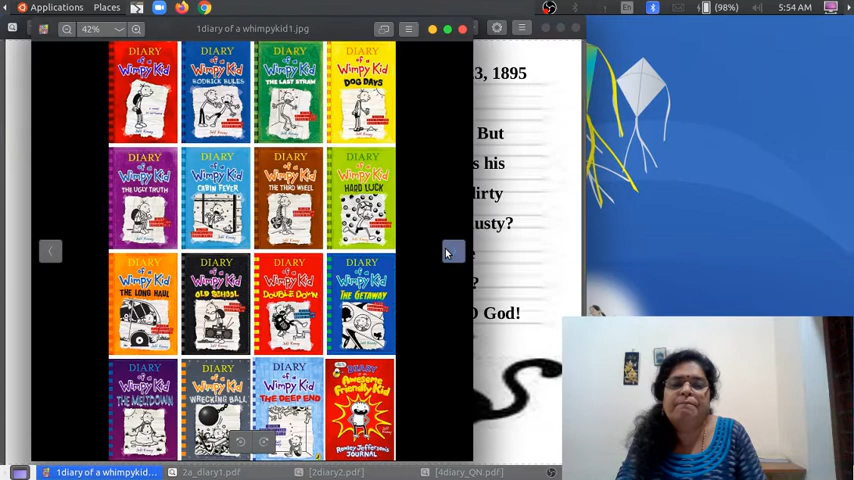 Applications Places En (98%) 5:54 AM
42% 1diary of a whimpykid1.jpg
3, 1895
But
s his
dirty
usty?
e
?
O God!
DIARY of a Wimpy Kid
DIARY of a Wimpy Kid RODRICK RULES
DIARY of a Wimpy Kid THE LAST STRAW
DIARY of a Wimpy Kid DOG DAYS
DIARY of a Wimpy Kid THE UGLY TRUTH
DIARY of a Wimpy Kid CABIN FEVER
DIARY of a Wimpy Kid THE THIRD WHEEL
DIARY of a Wimpy Kid HARD LUCK
DIARY of a Wimpy Kid THE LONG HAUL
DIARY of a Wimpy Kid OLD SCHOOL
DIARY of a Wimpy Kid DOUBLE DOWN
DIARY of a Wimpy Kid THE GETAWAY
DIARY of a Wimpy Kid THE MELTDOWN
DIARY of a Wimpy Kid WRECKING BALL
DIARY of a Wimpy Kid THE DEEP END
DIARY of an Awesome Friendly Kid Rowley Jefferson's JOURNAL
1diary of a whimpykid... 2a_diary1.pdf [2diary2.pdf] [4diary_QN.pdf]